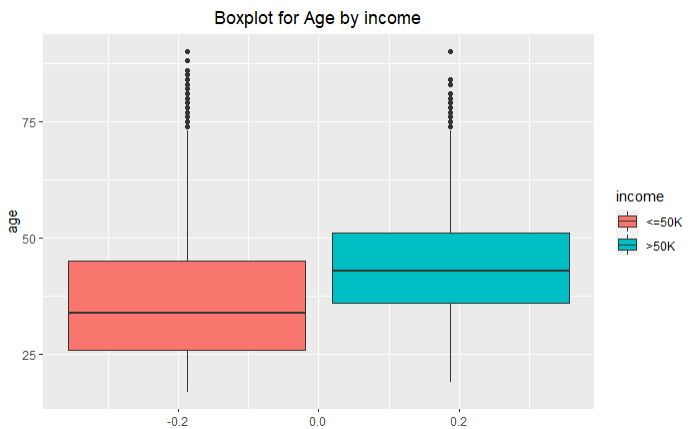 Boxplot for Age by income
75
50
25
age
-0.2
0.0
0.2
income
<=50K
>50K